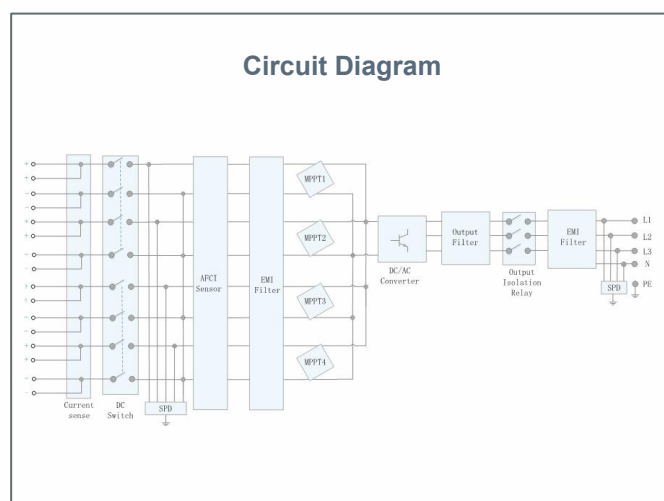 Circuit Diagram
+
+
-
-
+
+
-
-
+
+
-
-
+
+
-
-
Current
sense
DC
Switch
SPD
AFCI
Sensor
EMI
Filter
MPPT1
MPPT2
MPPT3
MPPT4
DC/AC
Converter
Output
Filter
Output
Isolation
Relay
EMI
Filter
SPD
L1
L2
L3
N
PE